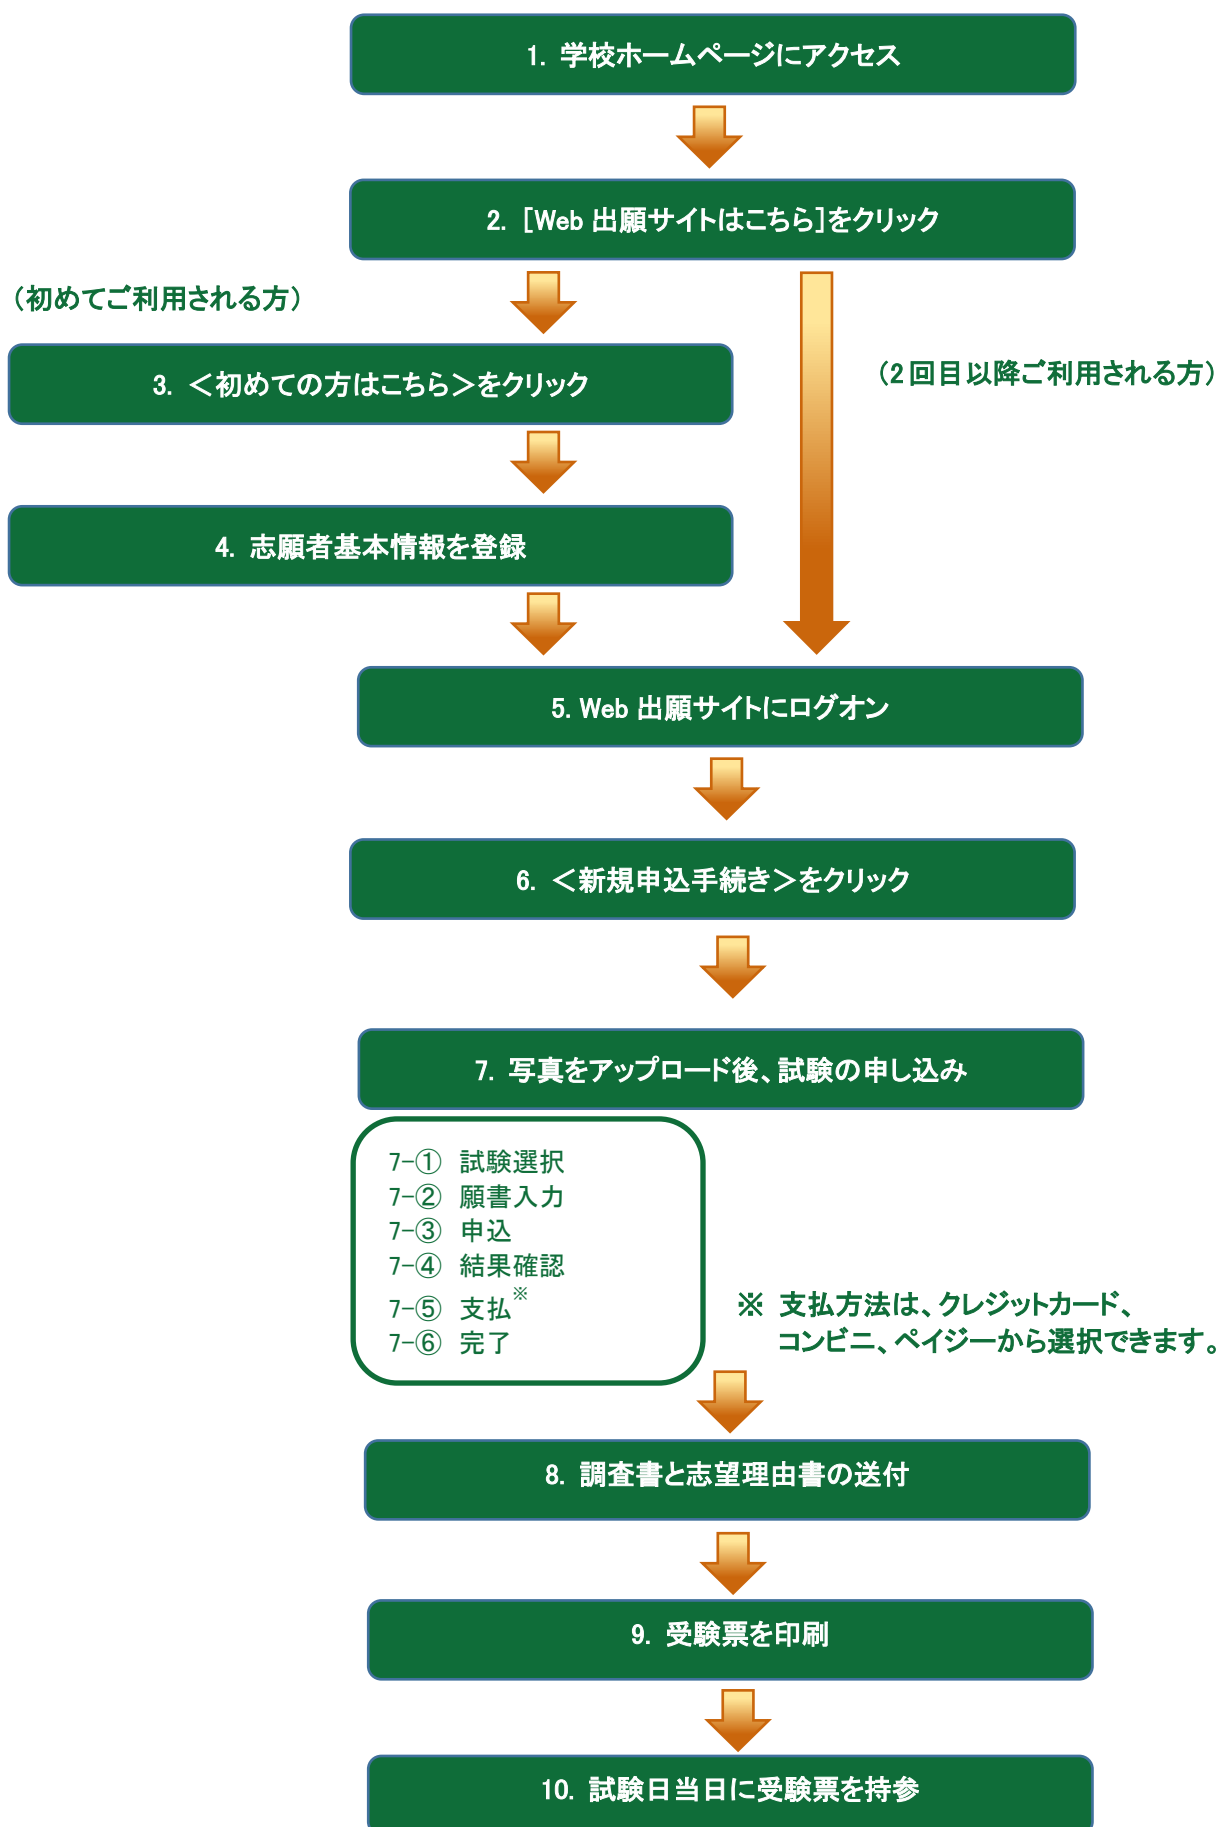 1. 学校ホームページにアクセス
2. [Web 出願サイトはこちら]をクリック
（初めてご利用される方）
3. ＜初めての方はこちら＞をクリック
（2回目以降ご利用される方）
4. 志願者基本情報を登録
5. Web 出願サイトにログオン
6. ＜新規申込手続き＞をクリック
7. 写真をアップロード後、試験の申し込み
7-① 試験選択
7-② 願書入力
7-③ 申込
7-④ 結果確認
7-⑤ 支払※
7-⑥ 完了
※ 支払方法は、クレジットカード、
コンビニ、ペイジーから選択できます。
8. 調査書と志望理由書の送付
9. 受験票を印刷
10. 試験日当日に受験票を持参